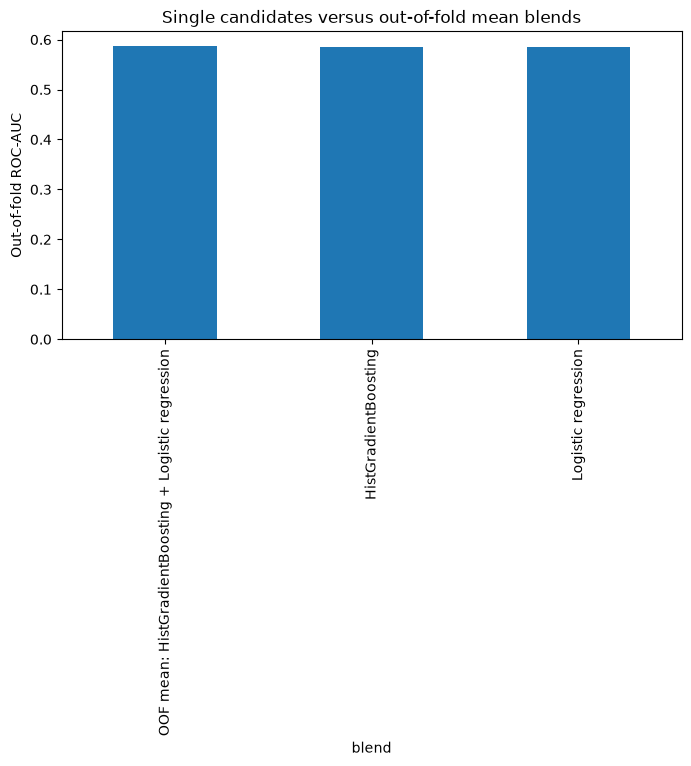 Single candidates versus out-of-fold mean blends
Out-of-fold ROC-AUC
0.6
0.5
0.4
0.3
0.2
0.1
0.0
OOF mean: HistGradientBoosting + Logistic regression
HistGradientBoosting
Logistic regression
blend